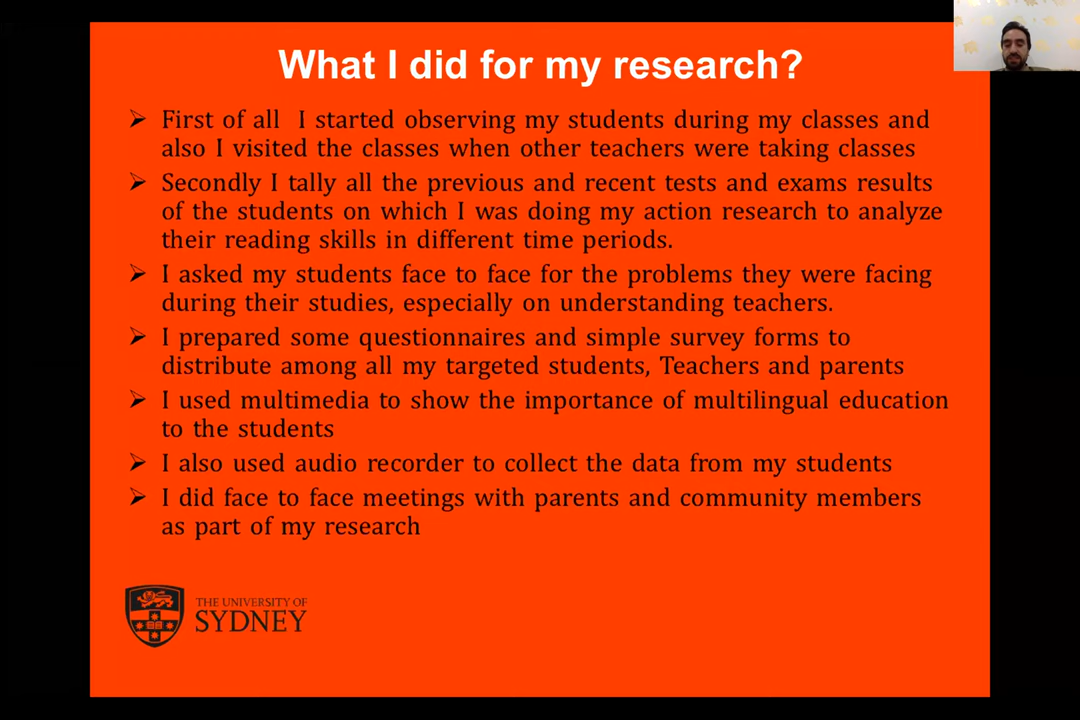 What I did for my research?
First of all I started observing my students during my classes and
also I visited the classes when other teachers were taking classes
Secondly I tally all the previous and recent tests and exams results
of the students on which I was doing my action research to analyze
their reading skills in different time periods.
I asked my students face to face for the problems they were facing
during their studies, especially on understanding teachers.
I prepared some questionnaires and simple survey forms to
distribute among all my targeted students, Teachers and parents
I used multimedia to show the importance of multilingual education
to the students
I also used audio recorder to collect the data from my students
I did face to face meetings with parents and community members
as part of my research
THE UNIVERSITY OF
SYDNEY